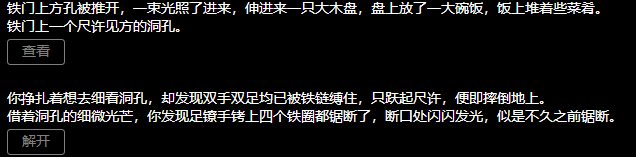 铁门上方孔被推开，一束光照了进来，伸进来一只大木盘，盘上放了一大碗饭，饭上堆着些菜肴。
铁门上一个尺许见方的洞孔。
查看
你挣扎着想去细看洞孔，却发现双手双足均已被铁链缚住，只跃起尺许，便即摔倒地上。
借着洞孔的细微光芒，你发现足镣手铐上四个铁圈都锯断了，断口处闪闪发光，似是不久之前锯断。
解开